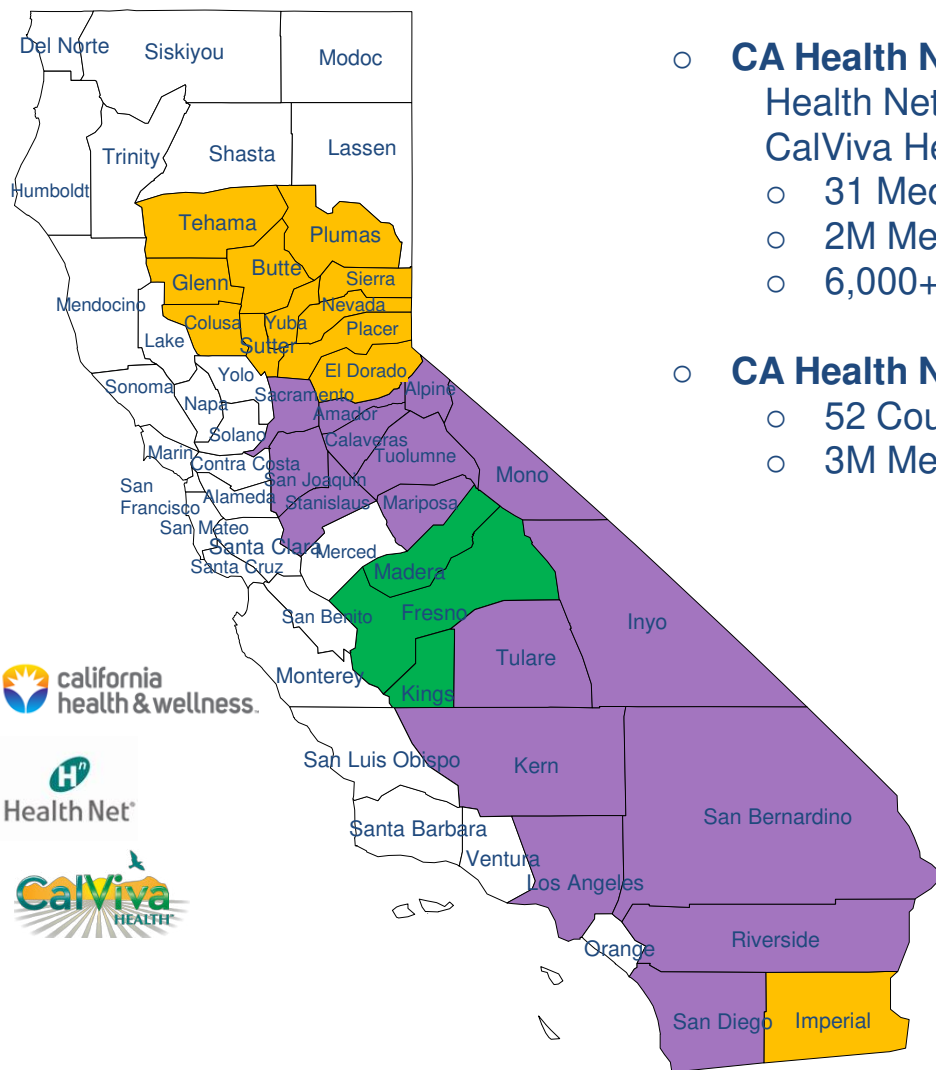 Del Norte
Siskiyou
Modoc
Trinity
Shasta
Lassen
Humboldt
Tehama
Plumas
Butte
Glenn
Sierra
Mendocino
Nevada
Colusa
Yuba
Placer
Lake
Sutter
El Dorado
Yolo
Sonoma
Sacramento
Alpine
Napa
Amador
Solano
Calaveras
Marin
Contra Costa
Tuolumne
San Joaquin
Mono
San
Francisco
Alameda
Stanislaus
Mariposa
San Mateo
Santa Clara
Merced
Santa Cruz
Madera
San Benito
Fresno
Inyo
Tulare
Monterey
Kings
San Luis Obispo
Kern
San Bernardino
Santa Barbara
Ventura
Los Angeles
Orange
Riverside
San Diego
Imperial
california
health & wellness
Hn
Health Net®
CalViva
HEALTH
○ CA Health N
Health Net
CalViva He
○ 31 Med
○ 2M Me
○ 6,000+
○ CA Health N
○ 52 Cou
○ 3M Me